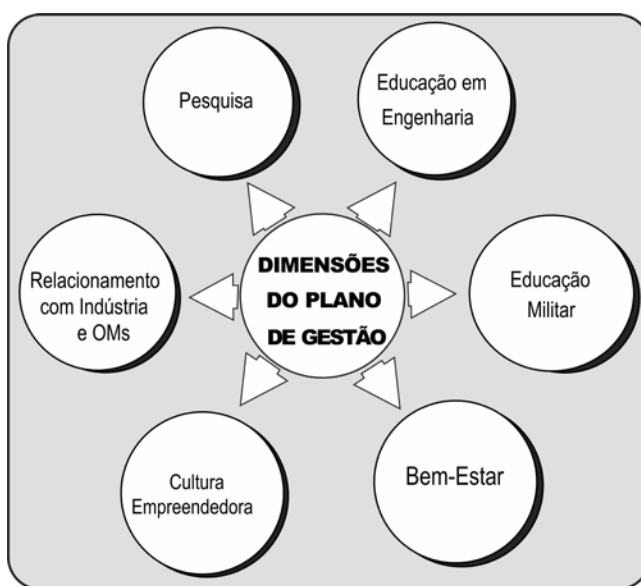 Pesquisa
Educação em
Engenharia
Relacionamento
com Indústria
e OMs
DIMENSÕES
DO PLANO
DE GESTÃO
Educação
Militar
Cultura
Empreendedora
Bem-Estar